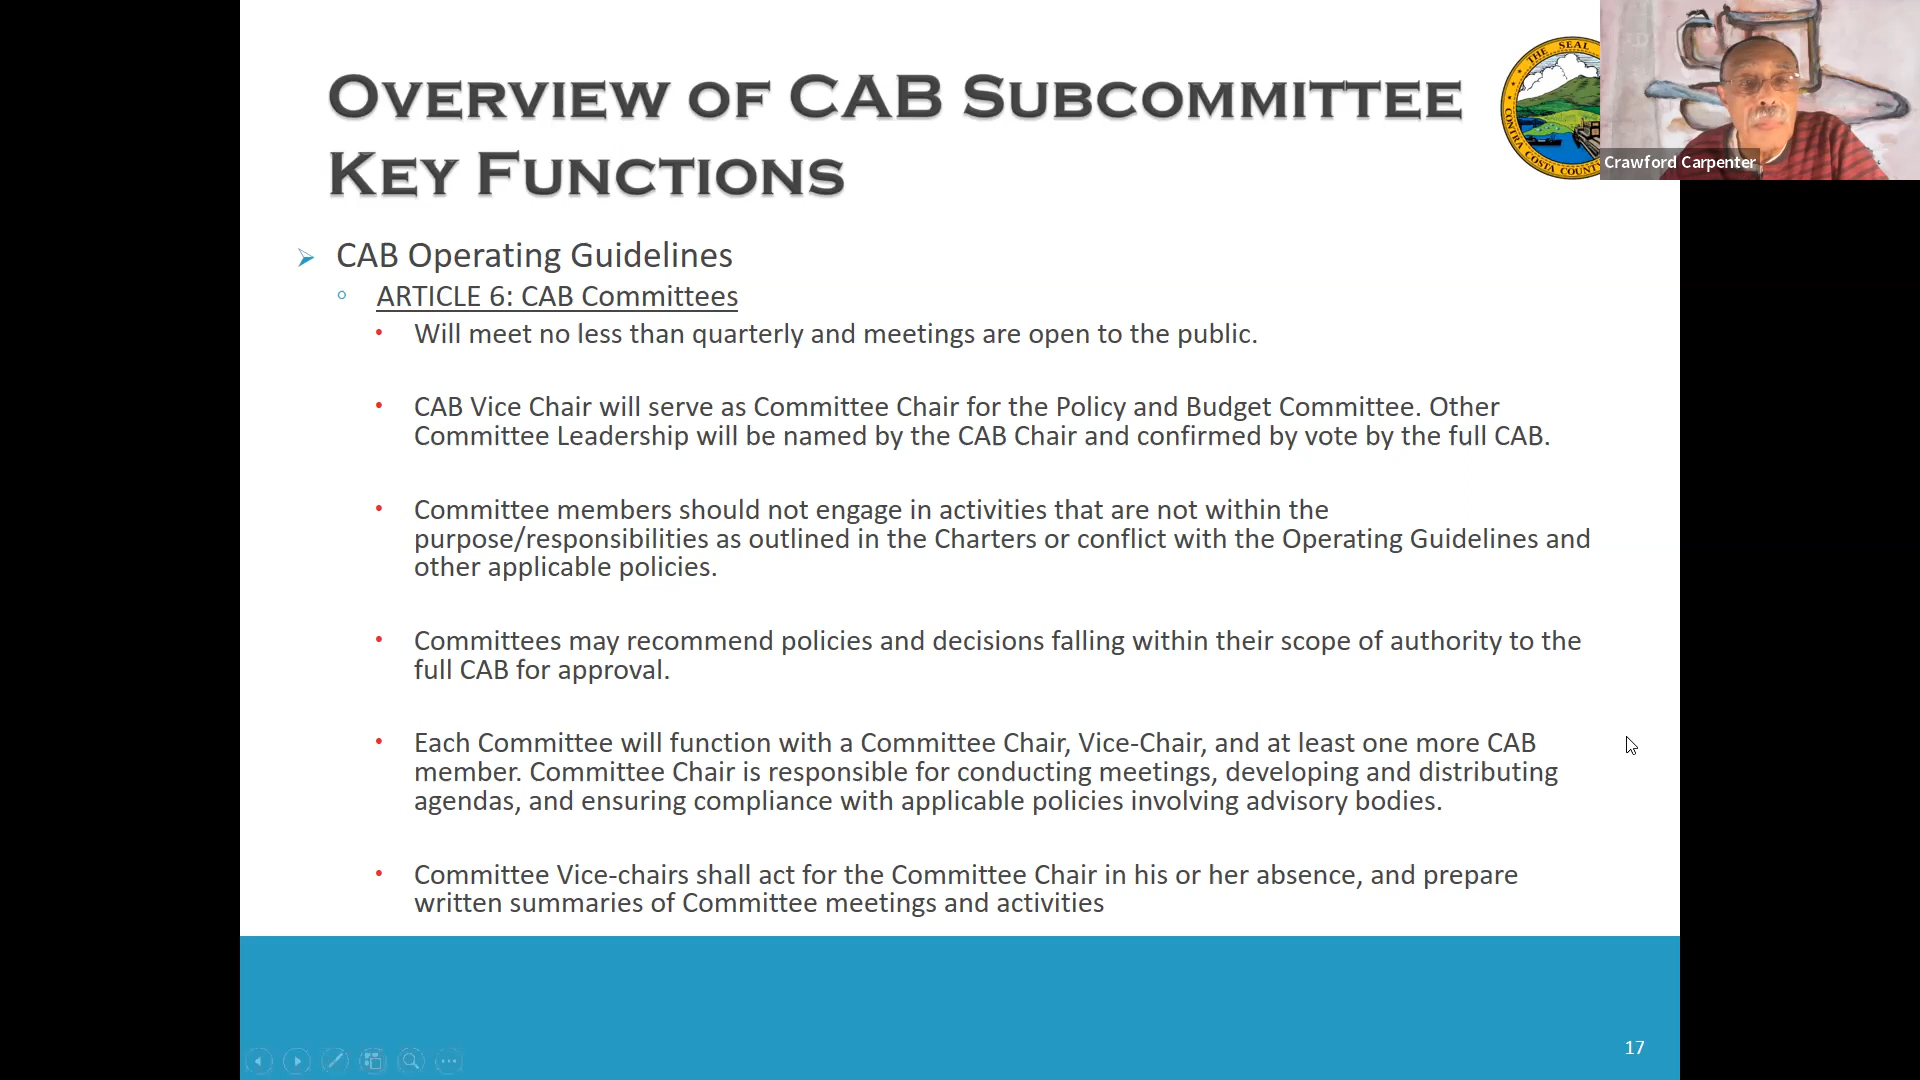 OVERVIEW OF CAB SUBCOMMITTEE
KEY FUNCTIONS
THE SEAL
CONTRA COSTA COUNTY
Crawford Carpenter
➢ CAB Operating Guidelines
◦ ARTICLE 6: CAB Committees
• Will meet no less than quarterly and meetings are open to the public.
• CAB Vice Chair will serve as Committee Chair for the Policy and Budget Committee. Other
Committee Leadership will be named by the CAB Chair and confirmed by vote by the full CAB.
• Committee members should not engage in activities that are not within the
purpose/responsibilities as outlined in the Charters or conflict with the Operating Guidelines and
other applicable policies.
• Committees may recommend policies and decisions falling within their scope of authority to the
full CAB for approval.
• Each Committee will function with a Committee Chair, Vice-Chair, and at least one more CAB
member. Committee Chair is responsible for conducting meetings, developing and distributing
agendas, and ensuring compliance with applicable policies involving advisory bodies.
• Committee Vice-chairs shall act for the Committee Chair in his or her absence, and prepare
written summaries of Committee meetings and activities
17